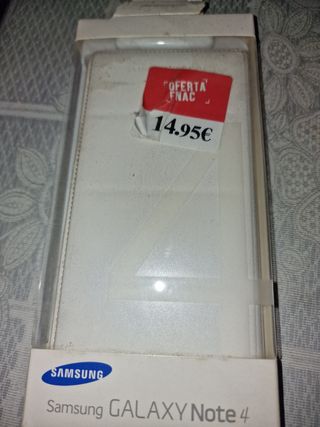 OFERTA
FNAC
14.95€
SAMSUNG
Samsung GALAXY Note 4